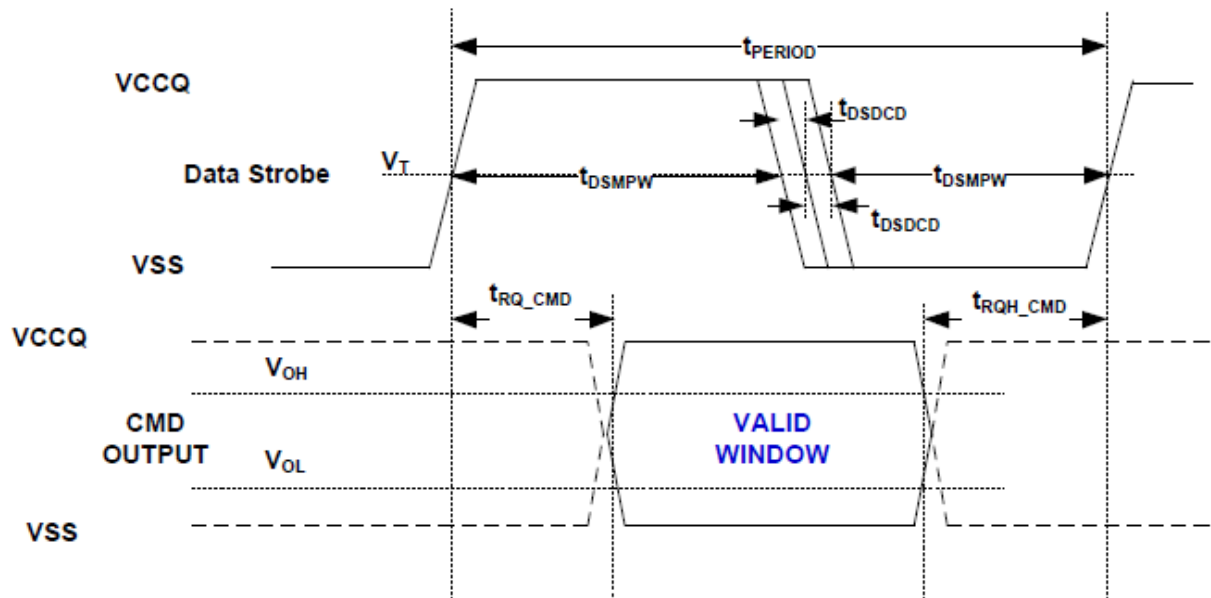 tPERIOD
VCCQ
tDSDCD
Data Strobe
VT
tDSMPW
tDSMPW
tDSDCD
VSS
tRQ_CMD
tRQH_CMD
VCCQ
VOH
CMD
OUTPUT
VALID
WINDOW
VOL
VSS